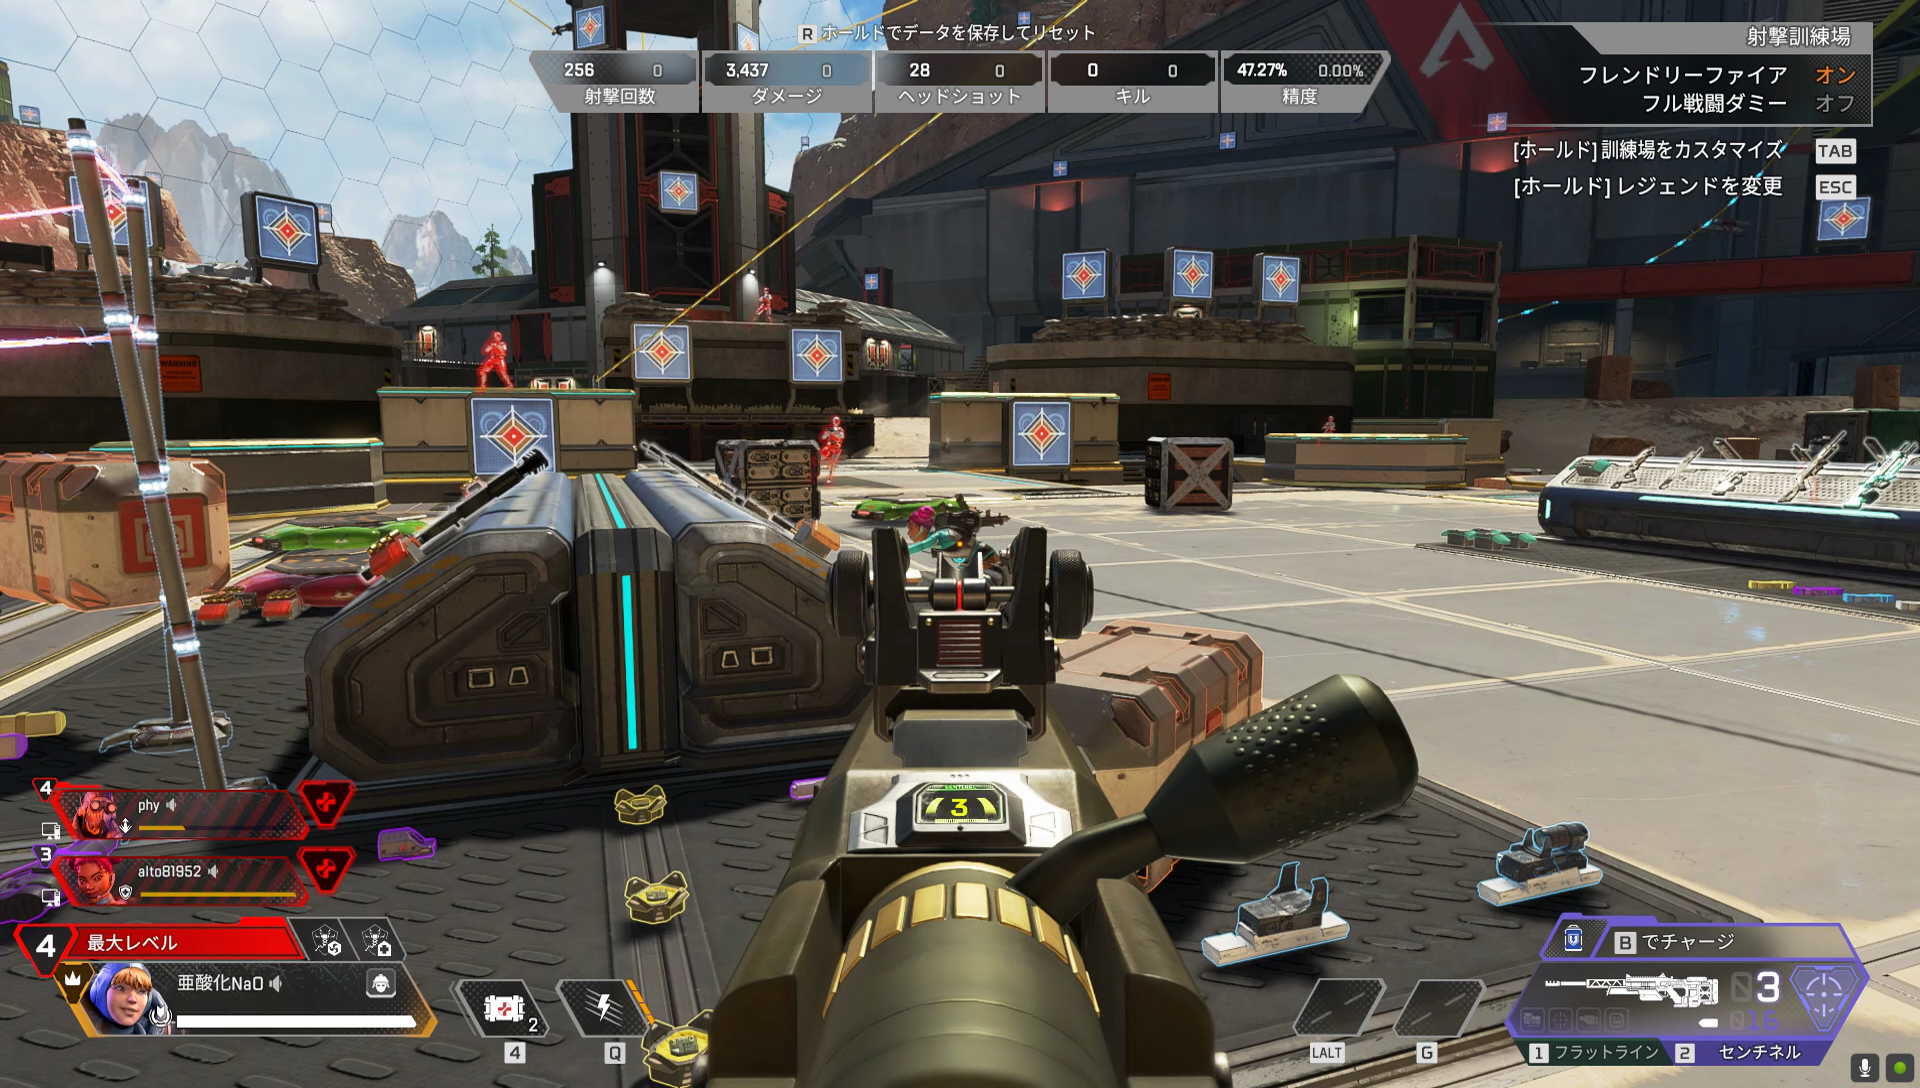 R ホールドでデータを保存してリセット
256 0
射撃回数
3,437 0
ダメージ
28 0
ヘッドショット
0 0
キル
47.27% 0.00%
精度
射撃訓練場
フレンドリーファイア オン
フル戦闘ダミー オフ
[ホールド]訓練場をカスタマイズ TAB
[ホールド]レジェンドを変更 ESC
WARNING
SENTINEL
3
4
phy
3
alto81952
4 最大レベル
亜酸化NaO
2
4
Q
LALT
G
B でチャージ
03
016
1 フラットライン
2 センチネル